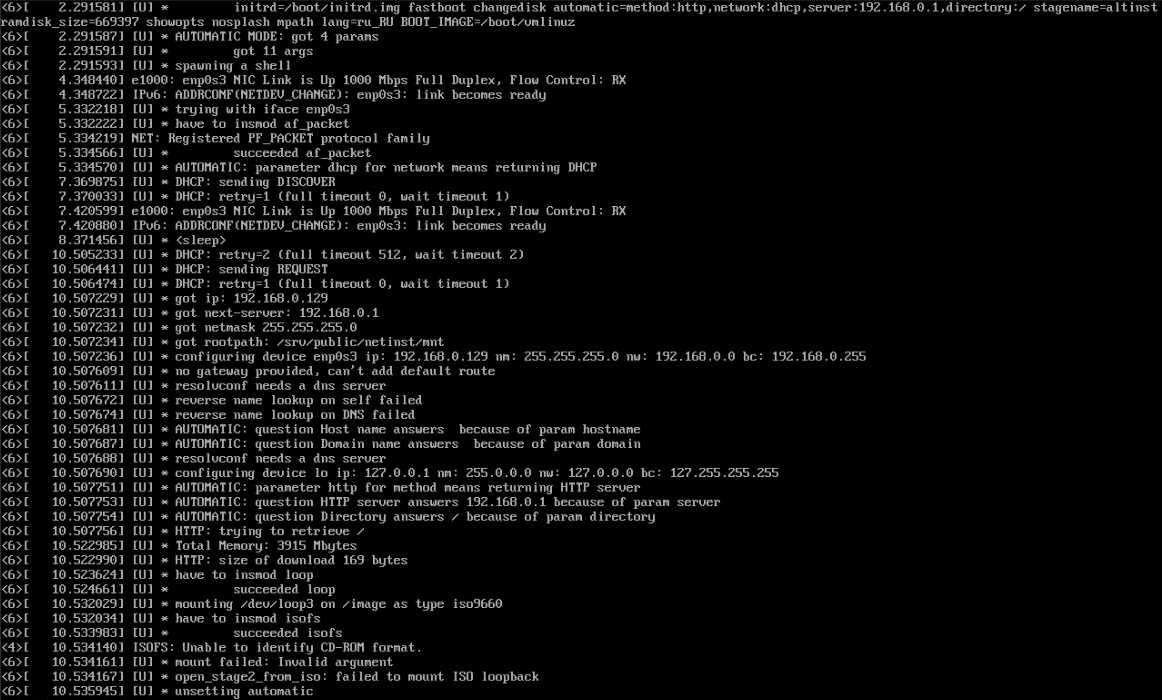 <6>[    2.291581] [U] *         initrd=/boot/initrd.img fastboot changedisk automatic=method:http,network:dhcp,server:192.168.0.1,directory:/ stagename=altinst
ramdisk_size=669397 showopts nosplash mpath lang=ru_RU BOOT_IMAGE=/boot/vmlinuz
<6>[    2.291587] [U] * AUTOMATIC MODE: got 4 params
<6>[    2.291591] [U] *         got 11 args
<6>[    2.291593] [U] * spawning a shell
<6>[    4.348440] e1000: enp0s3 NIC Link is Up 1000 Mbps Full Duplex, Flow Control: RX
<6>[    4.348722] IPv6: ADDRCONF(NETDEV_CHANGE): enp0s3: link becomes ready
<6>[    5.332218] [U] * trying with iface enp0s3
<6>[    5.332222] [U] * have to insmod af_packet
<6>[    5.334219] NET: Registered PF_PACKET protocol family
<6>[    5.334566] [U] *         succeeded af_packet
<6>[    5.334570] [U] * AUTOMATIC: parameter dhcp for network means returning DHCP
<6>[    7.369875] [U] * DHCP: sending DISCOVER
<6>[    7.370033] [U] * DHCP: retry=1 (full timeout 0, wait timeout 1)
<6>[    7.420599] e1000: enp0s3 NIC Link is Up 1000 Mbps Full Duplex, Flow Control: RX
<6>[    7.420880] IPv6: ADDRCONF(NETDEV_CHANGE): enp0s3: link becomes ready
<6>[    8.371456] [U] * <sleep>
<6>[   10.505233] [U] * DHCP: retry=2 (full timeout 512, wait timeout 2)
<6>[   10.506441] [U] * DHCP: sending REQUEST
<6>[   10.506474] [U] * DHCP: retry=1 (full timeout 0, wait timeout 1)
<6>[   10.507229] [U] * got ip: 192.168.0.129
<6>[   10.507231] [U] * got next-server: 192.168.0.1
<6>[   10.507232] [U] * got netmask 255.255.255.0
<6>[   10.507234] [U] * got rootpath: /srv/public/netinst/mnt
<6>[   10.507236] [U] * configuring device enp0s3 ip: 192.168.0.129 nm: 255.255.255.0 nw: 192.168.0.0 bc: 192.168.0.255
<6>[   10.507609] [U] * no gateway provided, can't add default route
<6>[   10.507611] [U] * resolvconf needs a dns server
<6>[   10.507672] [U] * reverse name lookup on self failed
<6>[   10.507674] [U] * reverse name lookup on DNS failed
<6>[   10.507681] [U] * AUTOMATIC: question Host name answers  because of param hostname
<6>[   10.507687] [U] * AUTOMATIC: question Domain name answers  because of param domain
<6>[   10.507688] [U] * resolvconf needs a dns server
<6>[   10.507690] [U] * configuring device lo ip: 127.0.0.1 nm: 255.0.0.0 nw: 127.0.0.0 bc: 127.255.255.255
<6>[   10.507751] [U] * AUTOMATIC: parameter http for method means returning HTTP server
<6>[   10.507753] [U] * AUTOMATIC: question HTTP server answers 192.168.0.1 because of param server
<6>[   10.507754] [U] * AUTOMATIC: question Directory answers / because of param directory
<6>[   10.507756] [U] * HTTP: trying to retrieve /
<6>[   10.522985] [U] * Total Memory: 3915 Mbytes
<6>[   10.522990] [U] * HTTP: size of download 169 bytes
<6>[   10.523624] [U] * have to insmod loop
<6>[   10.524661] [U] *         succeeded loop
<6>[   10.532029] [U] * mounting /dev/loop3 on /image as type iso9660
<6>[   10.532034] [U] * have to insmod isofs
<6>[   10.533983] [U] *         succeeded isofs
<4>[   10.534140] ISOFS: Unable to identify CD-ROM format.
<6>[   10.534161] [U] * mount failed: Invalid argument
<6>[   10.534167] [U] * open_stage2_from_iso: failed to mount ISO loopback
<6>[   10.535945] [U] * unsetting automatic